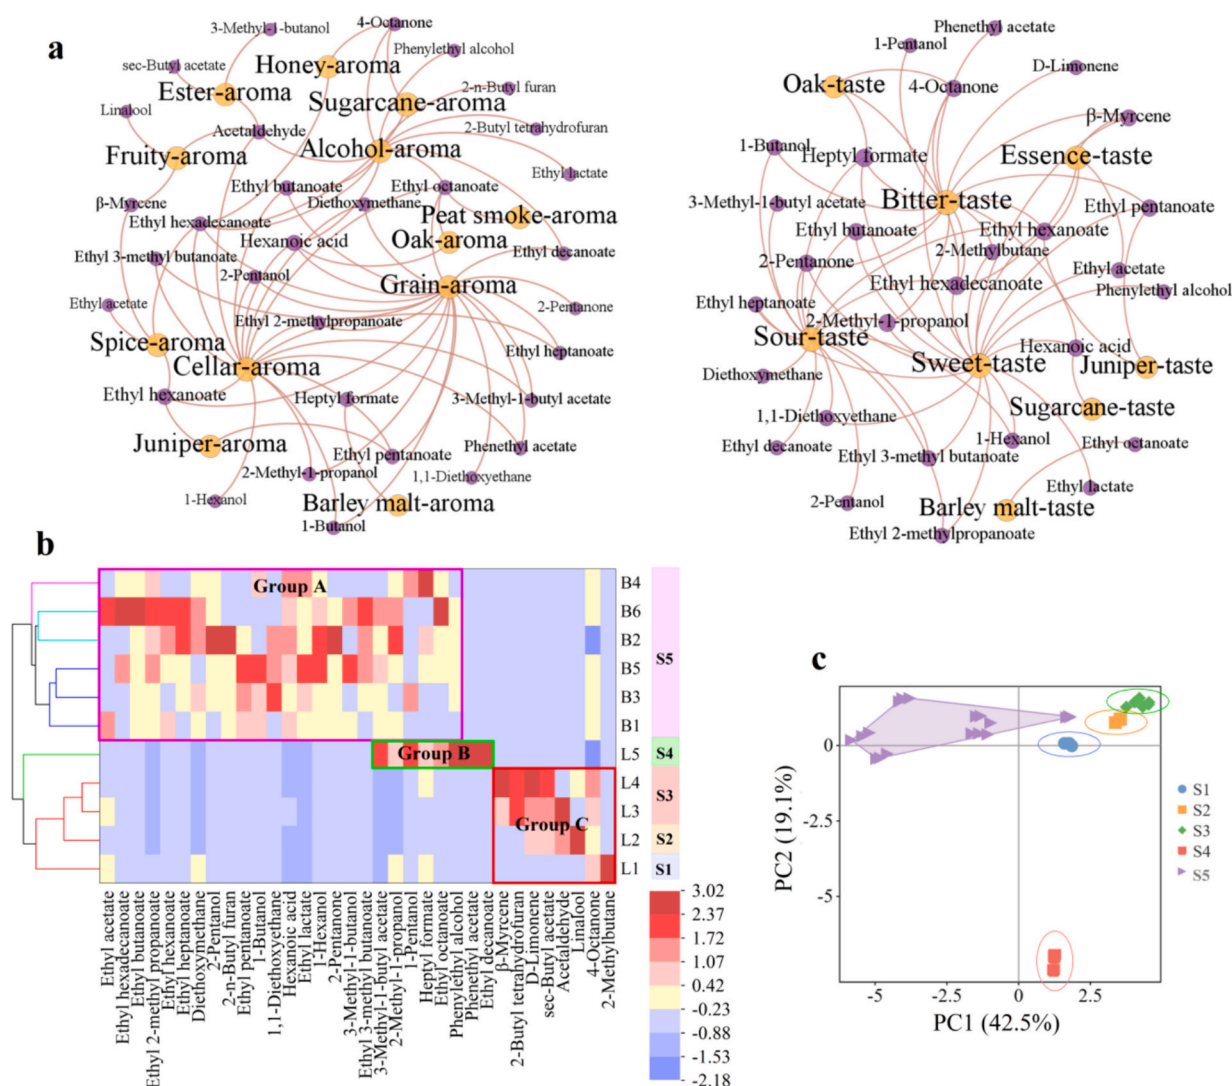 a
3-Methyl-1-butanol
4-Octanone
sec-Butyl acetate
Honey-aroma
Phenylethyl alcohol
Ester-aroma
Sugarcane-aroma
2-n-Butyl furan
Linalool
Acetaldehyde
2-Butyl tetrahydrofuran
Fruity-aroma
Alcohol-aroma
Ethyl lactate
Ethyl butanoate
Ethyl octanoate
β-Myrcene
Diethoxymethane
Peat smoke-aroma
Ethyl hexadecanoate
Hexanoic acid
Oak-aroma
Ethyl decanoate
Ethyl 3-methyl butanoate
2-Pentanol
Grain-aroma
Ethyl acetate
2-Pentanone
Ethyl 2-methylpropanoate
Spice-aroma
Ethyl heptanoate
Cellar-aroma
Ethyl hexanoate
Heptyl formate
3-Methyl-1-butyl acetate
Juniper-aroma
Ethyl pentanoate
Phenethyl acetate
2-Methyl-1-propanol
1,1-Diethoxyethane
1-Hexanol
Barley malt-aroma
1-Butanol
Phenethyl acetate
1-Pentanol
D-Limonene
Oak-taste
4-Octanone
β-Myrcene
1-Butanol
Heptyl formate
Essence-taste
3-Methyl-1-butyl acetate
Bitter-taste
Ethyl pentanoate
Ethyl butanoate
Ethyl hexanoate
2-Methylbutane
2-Pentanone
Ethyl acetate
Ethyl hexadecanoate
Phenylethyl alcohol
Ethyl heptanoate
2-Methyl-1-propanol
Sour-taste
Hexanoic acid
Sweet-taste
Juniper-taste
Diethoxymethane
Sugarcane-taste
1,1-Diethoxyethane
Ethyl decanoate
1-Hexanol
Ethyl octanoate
Ethyl 3-methyl butanoate
Ethyl lactate
2-Pentanol
Barley malt-taste
Ethyl 2-methylpropanoate
b
Group A
Group B
Group C
B4
B6
B2
B5
B3
B1
L5
L4
L3
L2
L1
S5
S4
S3
S2
S1
Ethyl acetate
Ethyl hexadecanoate
Ethyl butanoate
Ethyl 2-methyl propanoate
Ethyl hexanoate
Ethyl heptanoate
Diethoxymethane
2-Pentanol
2-n-Butyl furan
Ethyl pentanoate
1-Butanol
1,1-Diethoxyethane
Hexanoic acid
Ethyl lactate
1-Hexanol
2-Pentanone
3-Methyl-1-butanol
Ethyl 3-methyl butanoate
3-Methyl-1-butyl acetate
2-Methyl-1-propanol
1-Pentanol
Heptyl formate
Ethyl octanoate
Phenylethyl alcohol
Phenethyl acetate
Ethyl decanoate
β-Myrcene
2-Butyl tetrahydrofuran
D-Limonene
sec-Butyl acetate
Acetaldehyde
Linalool
4-Octanone
2-Methylbutane
3.02
2.37
1.72
1.07
0.42
-0.23
-0.88
-1.53
-2.18
c
PC2 (19.1%)
0
-2.5
-5
-5
-2.5
0
2.5
PC1 (42.5%)
S1
S2
S3
S4
S5